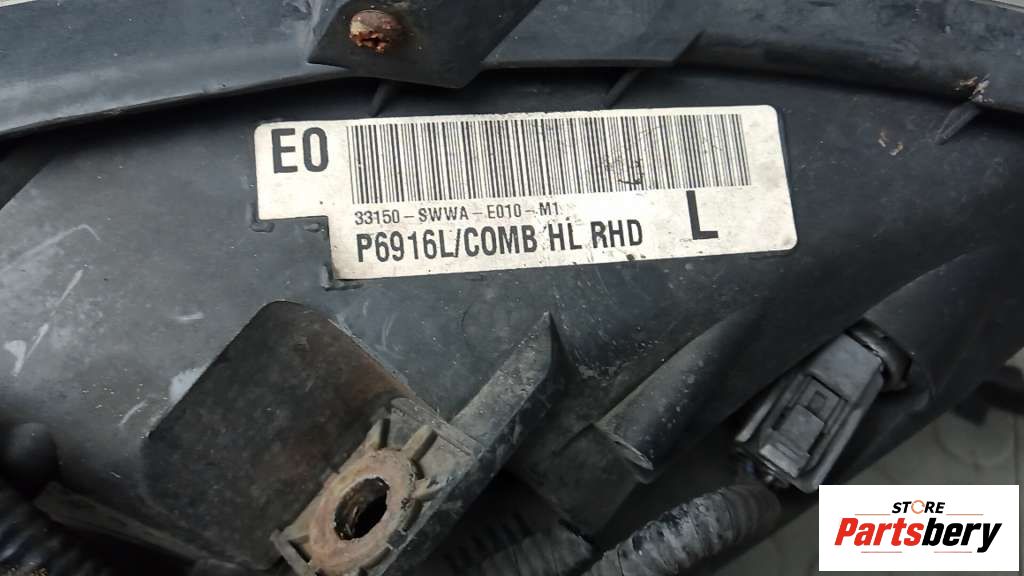 E0
33150-SWWA-E010-M1
P6916L/COMB HL RHD
L
STORE
Partsbery